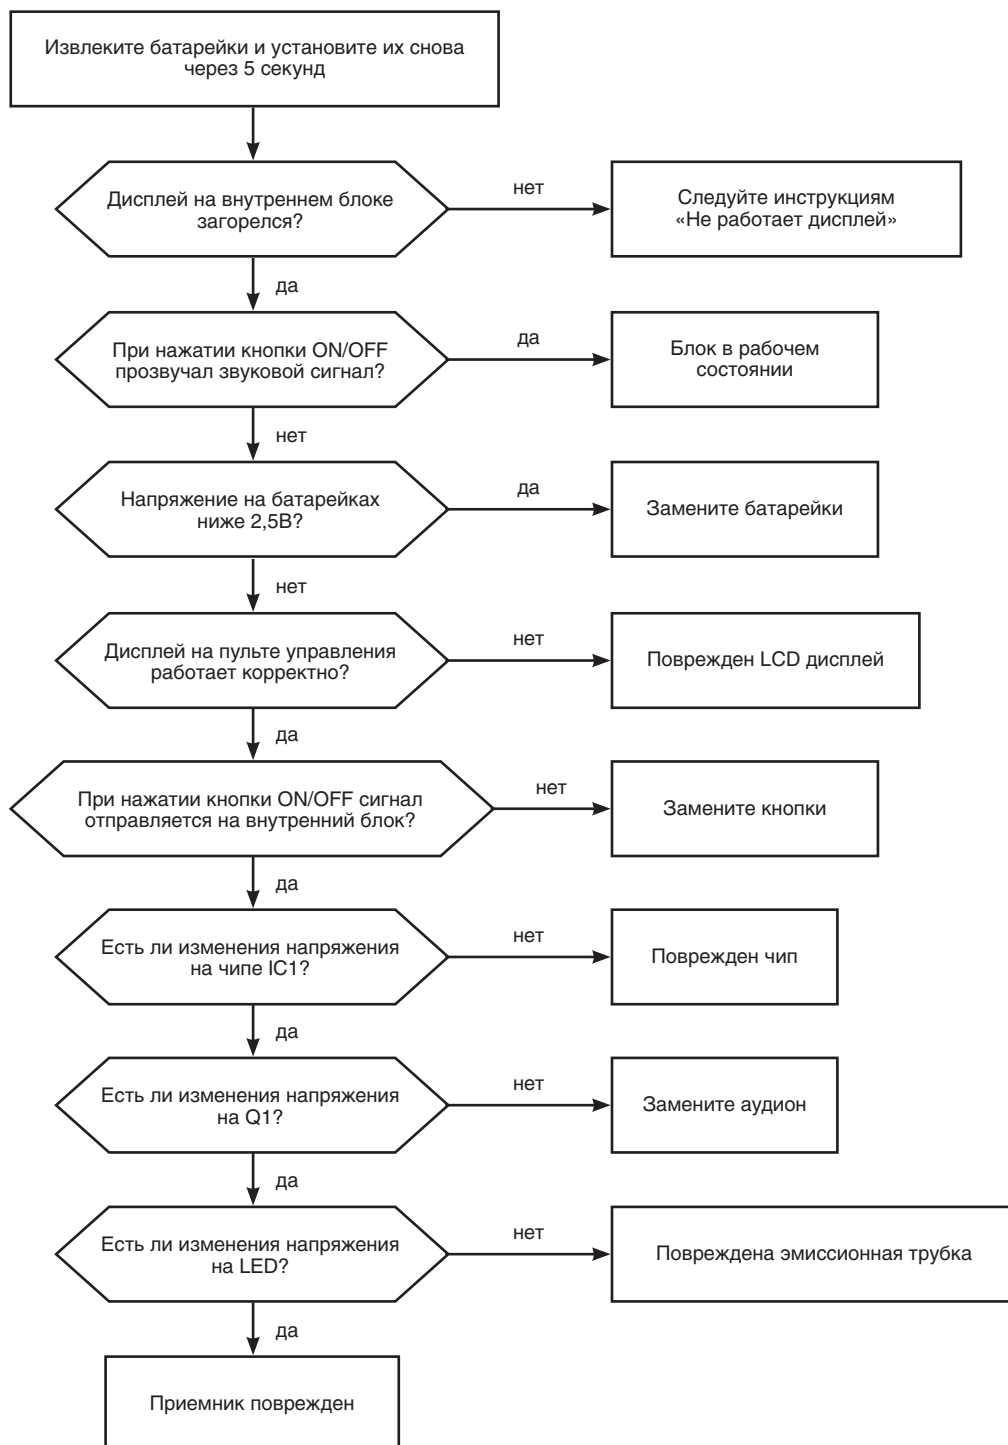 Извлеките батарейки и установите их снова
через 5 секунд
Дисплей на внутреннем блоке
загорелся?
нет
Следуйте инструкциям
«Не работает дисплей»
да
При нажатии кнопки ON/OFF
прозвучал звуковой сигнал?
да
Блок в рабочем
состоянии
нет
Напряжение на батарейках
ниже 2,5В?
да
Замените батарейки
нет
Дисплей на пульте управления
работает корректно?
нет
Поврежден LCD дисплей
да
При нажатии кнопки ON/OFF сигнал
отправляется на внутренний блок?
нет
Замените кнопки
да
Есть ли изменения напряжения
на чипе IC1?
нет
Поврежден чип
да
Есть ли изменения напряжения
на Q1?
нет
Замените аудион
да
Есть ли изменения напряжения
на LED?
нет
Повреждена эмиссионная трубка
да
Приемник поврежден